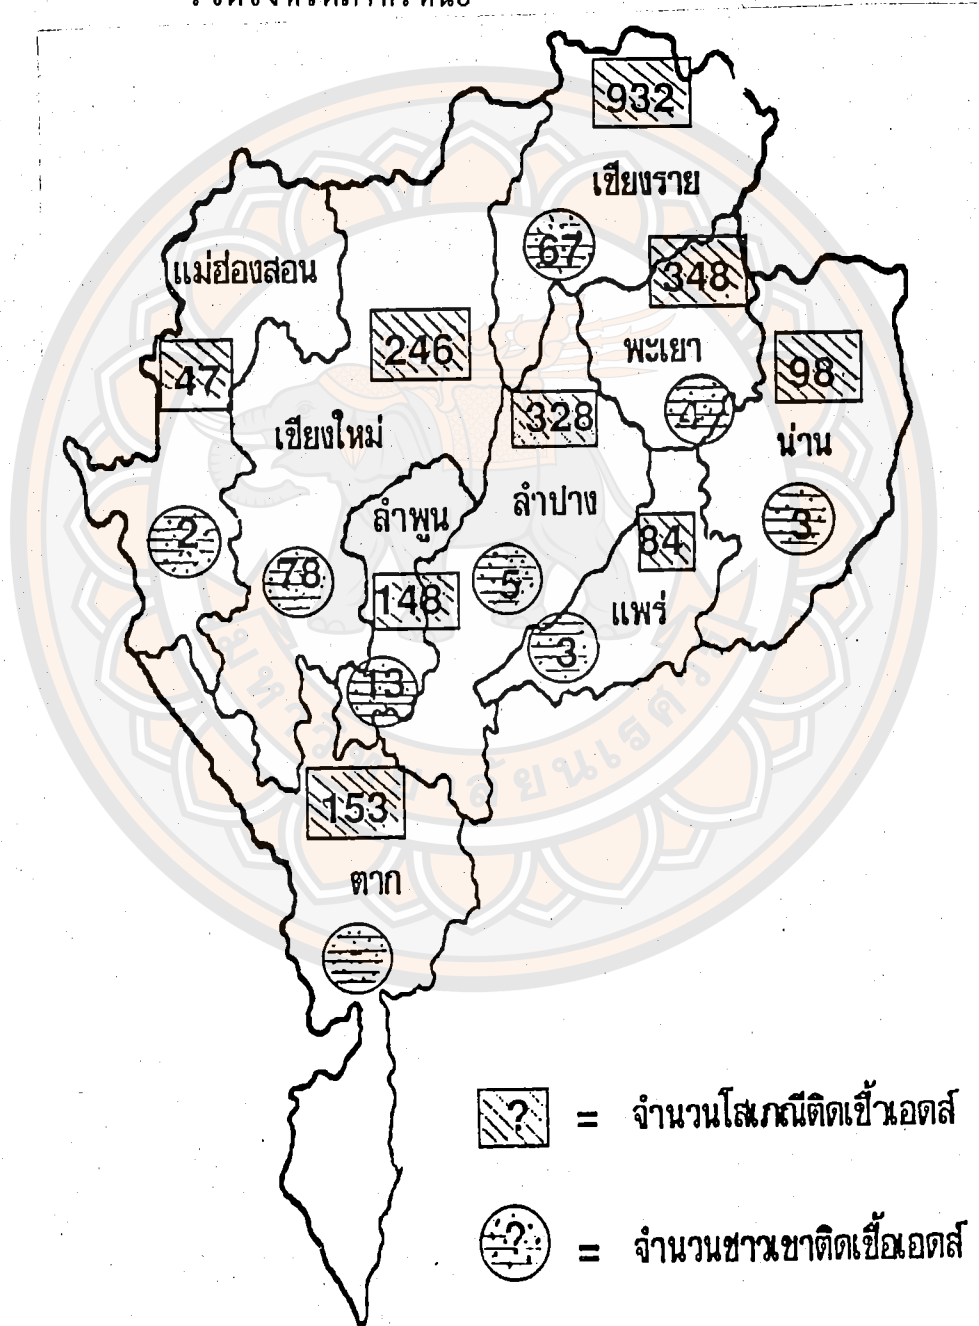 932
เชียงราย
67
348
แม่ฮ่องสอน
พะเยา
246
47
98
328
47
เชียงใหม่
น่าน
ลำพูน
ลำปาง
2
3
84
78
5
148
แพร่
3
13
153
ตาก
-
? = จำนวนโสเภณีติดเชื้อเอดส์
? = จำนวนชาวเขาติดเชื้อเอดส์